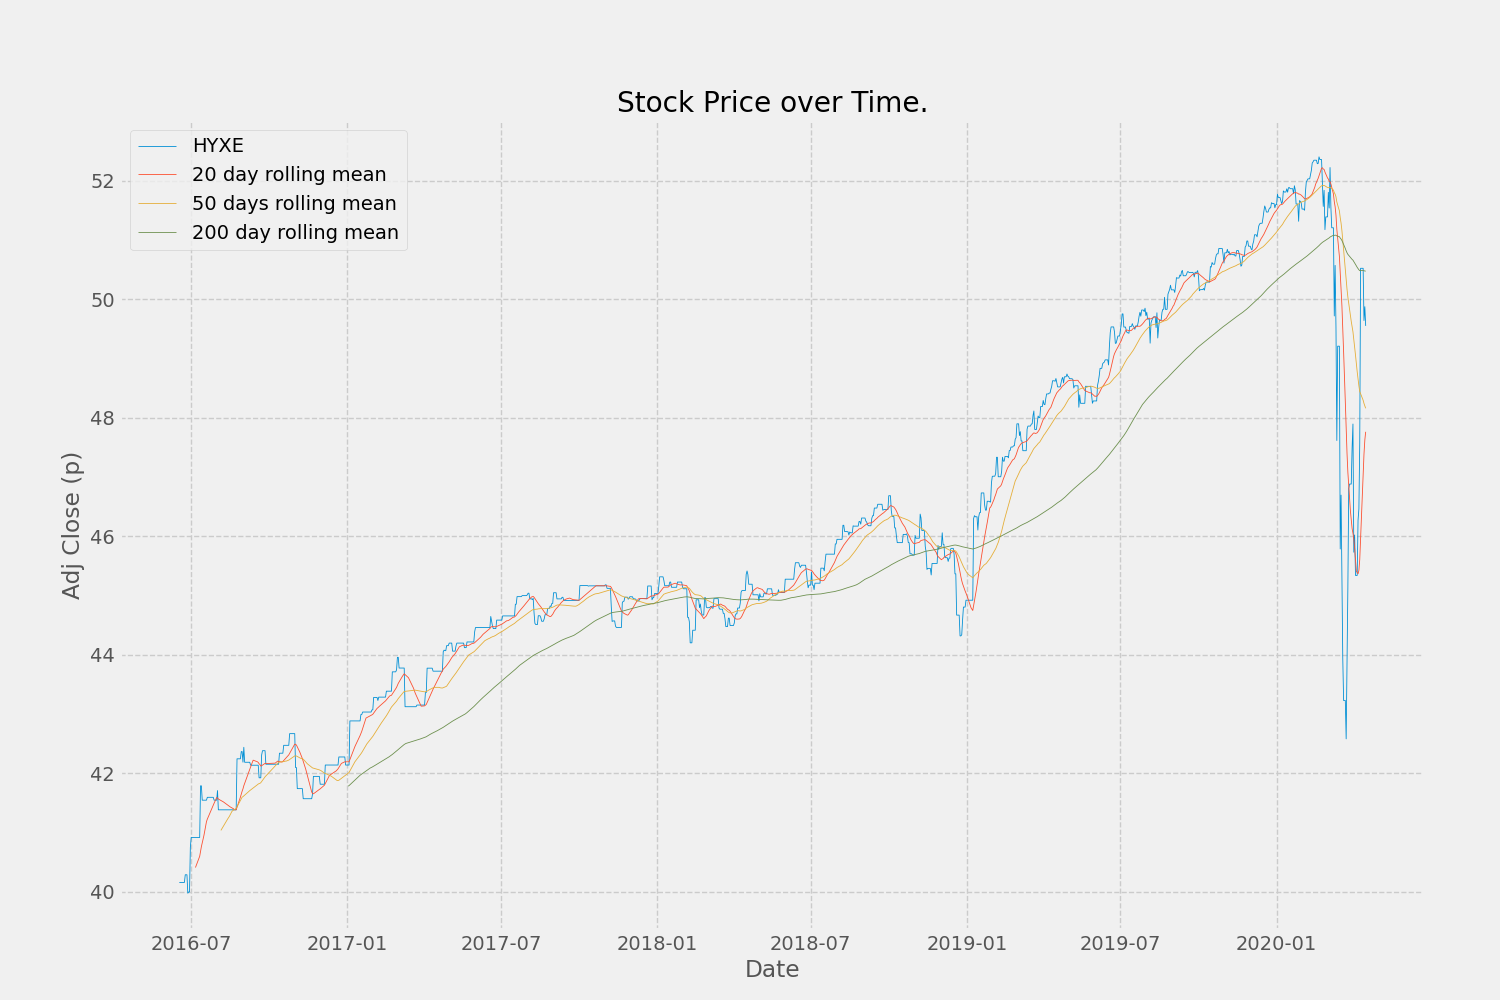 Stock Price over Time.
HYXE
20 day rolling mean
50 days rolling mean
200 day rolling mean
52
50
48
46
44
42
40
Adj Close (p)
2016-07 2017-01 2017-07 2018-01 2018-07 2019-01 2019-07 2020-01
Date